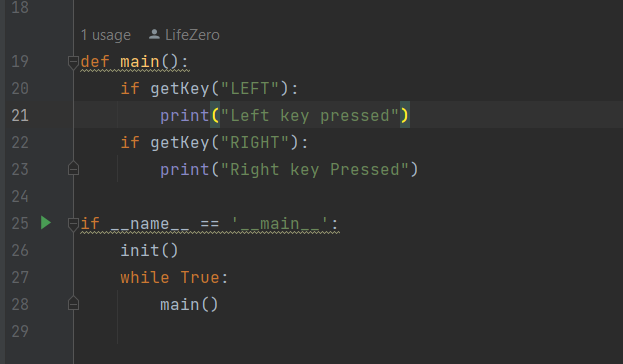 18
1 usage LifeZero
19 def main():
20     if getKey("LEFT"):
21         print("Left key pressed")
22     if getKey("RIGHT"):
23         print("Right key Pressed")
24
25 if __name__ == '__main__':
26     init()
27     while True:
28         main()
29